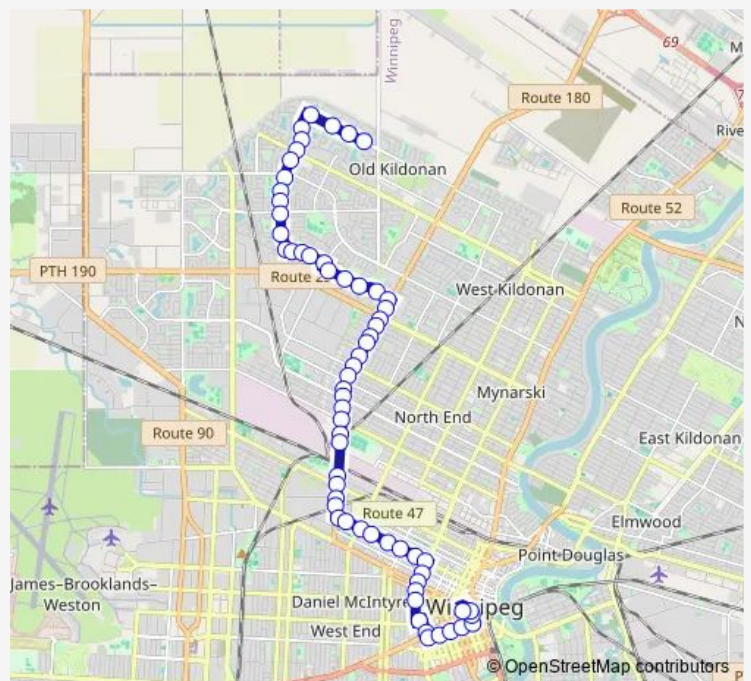 69
Winnipeg
Route 180
Old Kildonan
Route 52
PTH 190
West Kildonan
Mynarski
North End
Route 90
East Kildonan
Route 47
Elmwood
Point Douglas
James–Brooklands–
Weston
Daniel McIntyre
Winnipeg
West End
© OpenStreetMap contributors